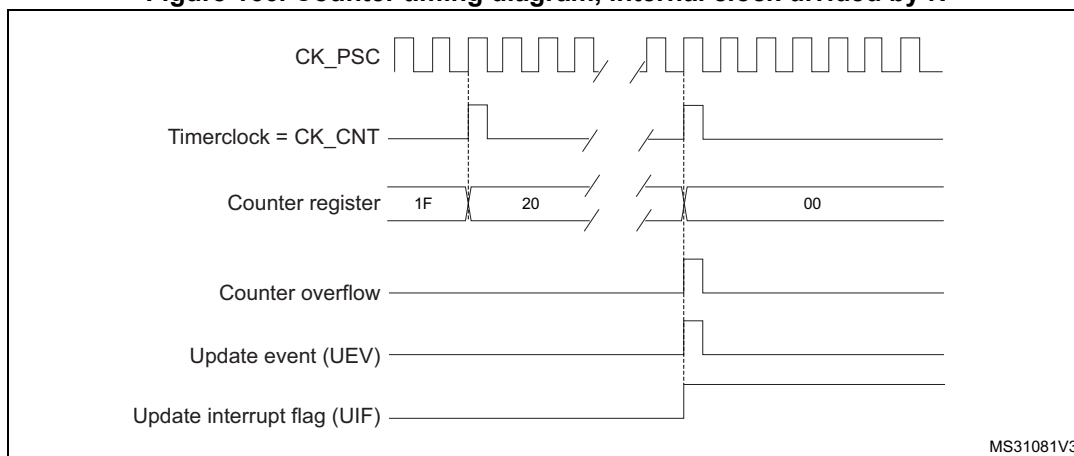 CK_PSC
Timerclock = CK_CNT
Counter register
1F
20
00
Counter overflow
Update event (UEV)
Update interrupt flag (UIF)
MS31081V3